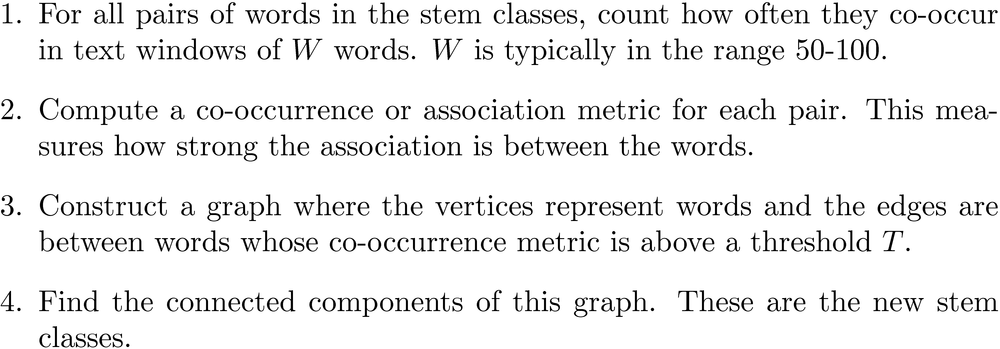 1. For all pairs of words in the stem classes, count how often they co-occur
in text windows of W words. W is typically in the range 50-100.
2. Compute a co-occurrence or association metric for each pair. This mea-
sures how strong the association is between the words.
3. Construct a graph where the vertices represent words and the edges are
between words whose co-occurrence metric is above a threshold T.
4. Find the connected components of this graph. These are the new stem
classes.